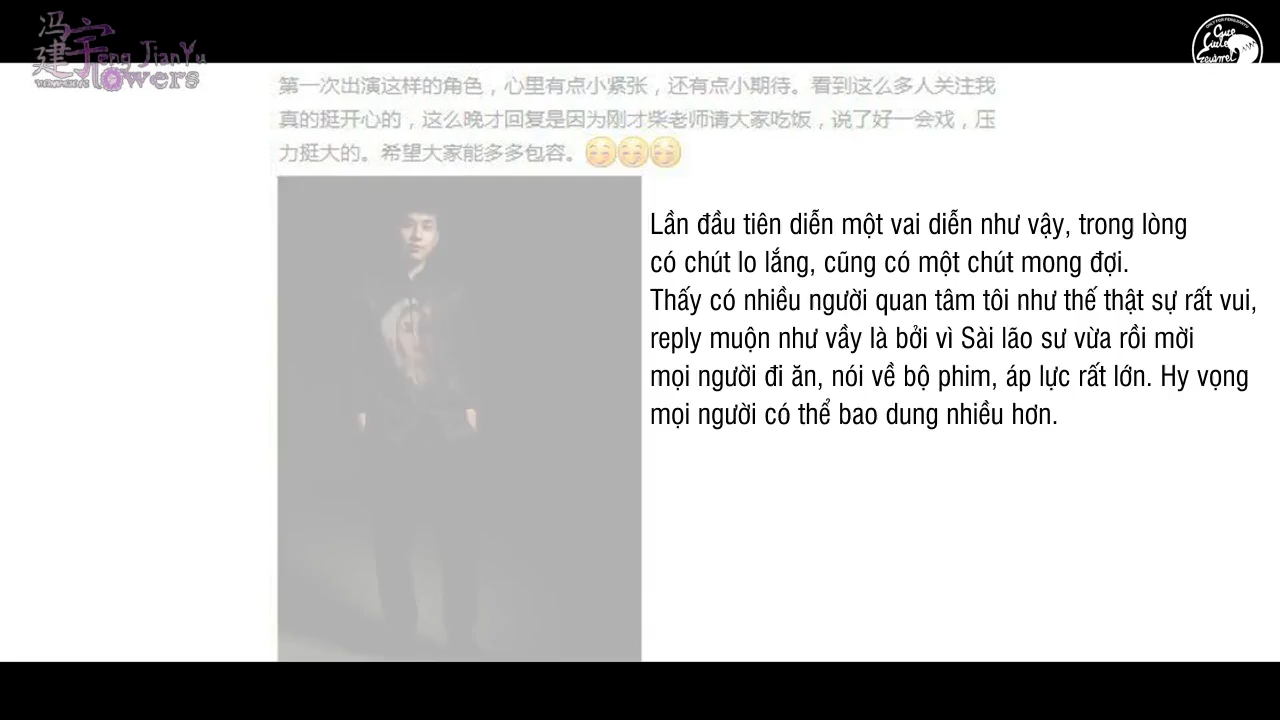 冯建宇
Feng JianYu
Flowers
ONLY FOR FENGJIANYU
Cute
Little
Squirrel
第一次出演这样的角色，心里有点小紧张，还有点小期待。看到这么多人关注我
真的挺开心的，这么晚才回复是因为刚才柴老师请大家吃饭，说了好一会戏，压
力挺大的。希望大家能多多包容。😊😊😊
Lần đầu tiên diễn một vai diễn như vậy, trong lòng
có chút lo lắng, cũng có một chút mong đợi.
Thấy có nhiều người quan tâm tôi như thế thật sự rất vui,
reply muộn như vầy là bởi vì Sài lão sư vừa rồi mời
mọi người đi ăn, nói về bộ phim, áp lực rất lớn. Hy vọng
mọi người có thể bao dung nhiều hơn.